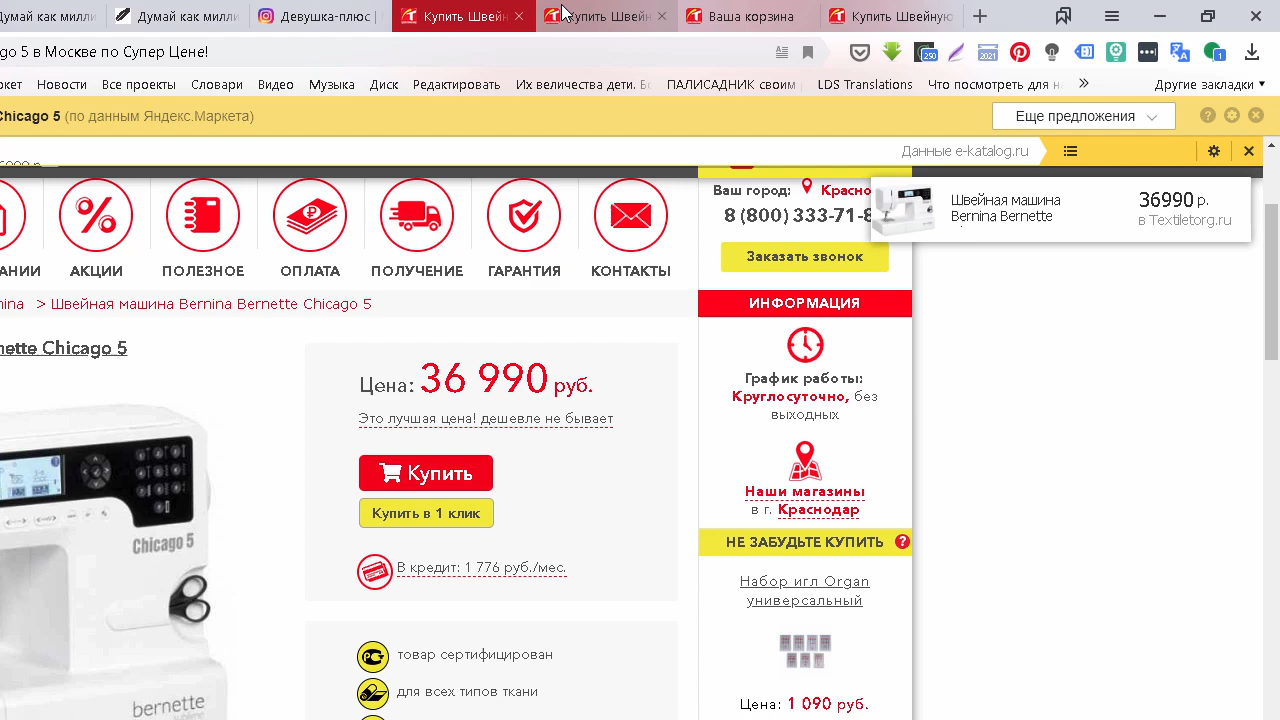 Думай как милли
Думай как милли
Девушка-плюс |
Купить Швейн
Купить Швейн
Ваша корзина
Купить Швейную
go 5 в Москве по Супер Цене!
250
2021
1
Новости
Все проекты
Словари
Видео
Музыка
Диск
Редактировать
Их величества дети.
ПАЛИСАДНИК своим
LDS Translations
Что посмотреть для
Другие закладки
Chicago 5 (по данным Яндекс.Маркета)
Еще предложения
Данные e-katalog.ru
Ваш город: Красно
8 (800) 333-71-8
Заказать звонок
Швейная машина
Bernina Bernette
36990 р.
в Textiletorg.ru
АНИИ
АКЦИИ
ПОЛЕЗНОЕ
ОПЛАТА
ПОЛУЧЕНИЕ
ГАРАНТИЯ
КОНТАКТЫ
nina > Швейная машина Bernina Bernette Chicago 5
nette Chicago 5
Цена: 36 990 руб.
Это лучшая цена! дешевле не бывает
Купить
Купить в 1 клик
В кредит: 1 776 руб./мес.
товар сертифицирован
для всех типов ткани
Chicago 5
bernette
ИНФОРМАЦИЯ
График работы:
Круглосуточно, без
выходных
Наши магазины
в г. Краснодар
НЕ ЗАБУДЬТЕ КУПИТЬ ?
Набор игл Organ
универсальный
Цена: 1 090 руб.